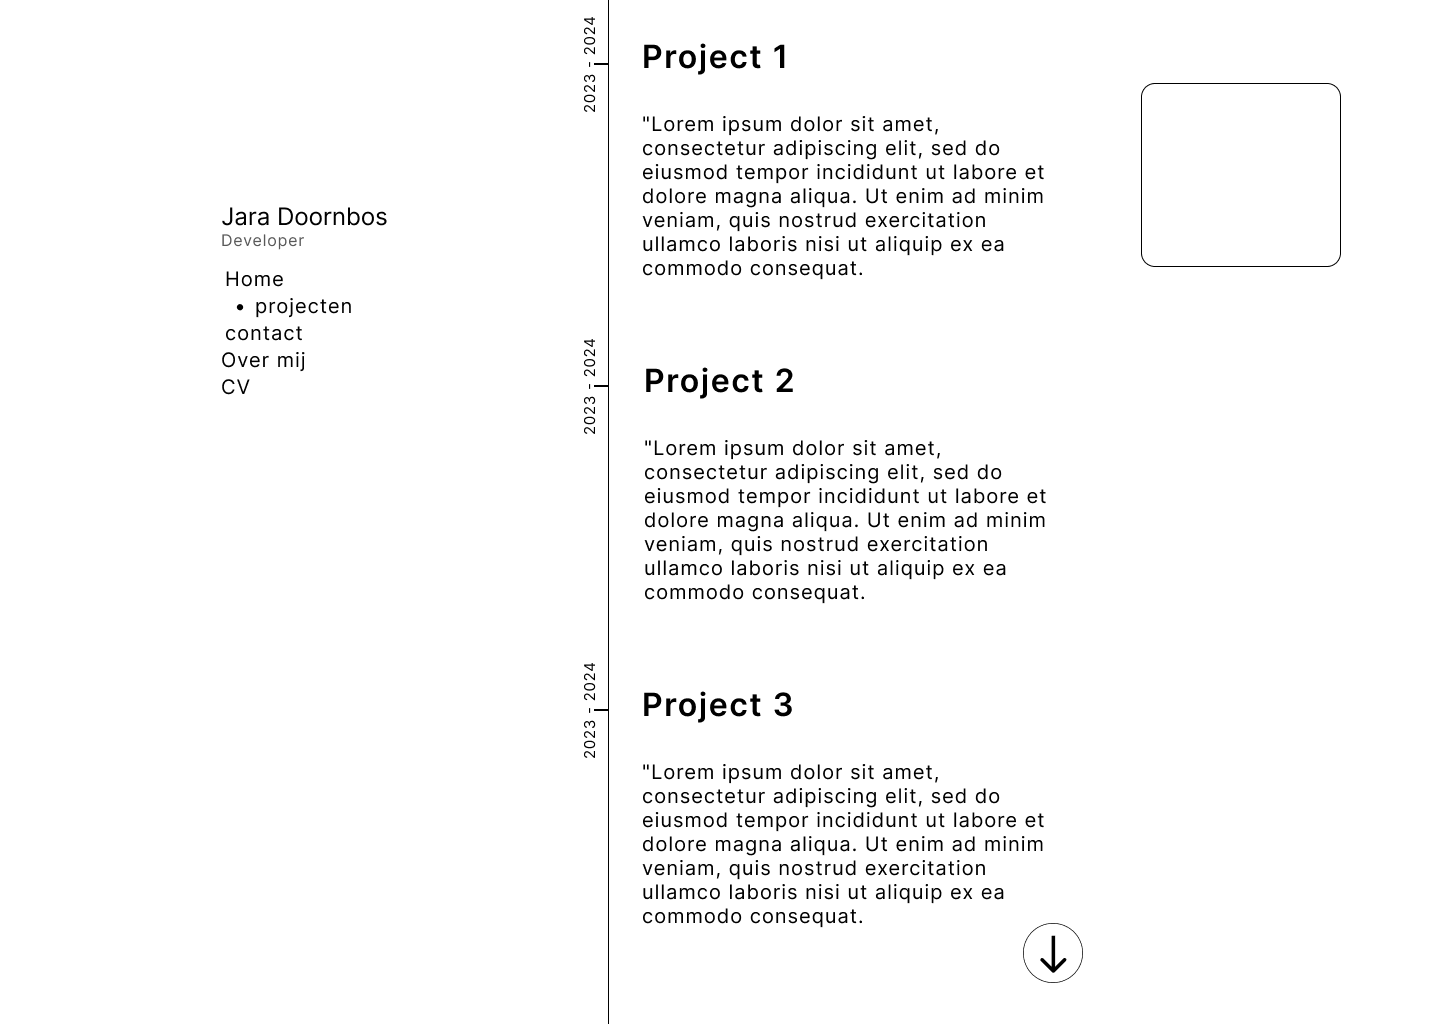 Jara Doornbos
Developer
Home
• projecten
contact
Over mij
CV
2023 - 2024
Project 1
"Lorem ipsum dolor sit amet,
consectetur adipiscing elit, sed do
eiusmod tempor incididunt ut labore et
dolore magna aliqua. Ut enim ad minim
veniam, quis nostrud exercitation
ullamco laboris nisi ut aliquip ex ea
commodo consequat.
2023 - 2024
Project 2
"Lorem ipsum dolor sit amet,
consectetur adipiscing elit, sed do
eiusmod tempor incididunt ut labore et
dolore magna aliqua. Ut enim ad minim
veniam, quis nostrud exercitation
ullamco laboris nisi ut aliquip ex ea
commodo consequat.
2023 - 2024
Project 3
"Lorem ipsum dolor sit amet,
consectetur adipiscing elit, sed do
eiusmod tempor incididunt ut labore et
dolore magna aliqua. Ut enim ad minim
veniam, quis nostrud exercitation
ullamco laboris nisi ut aliquip ex ea
commodo consequat.